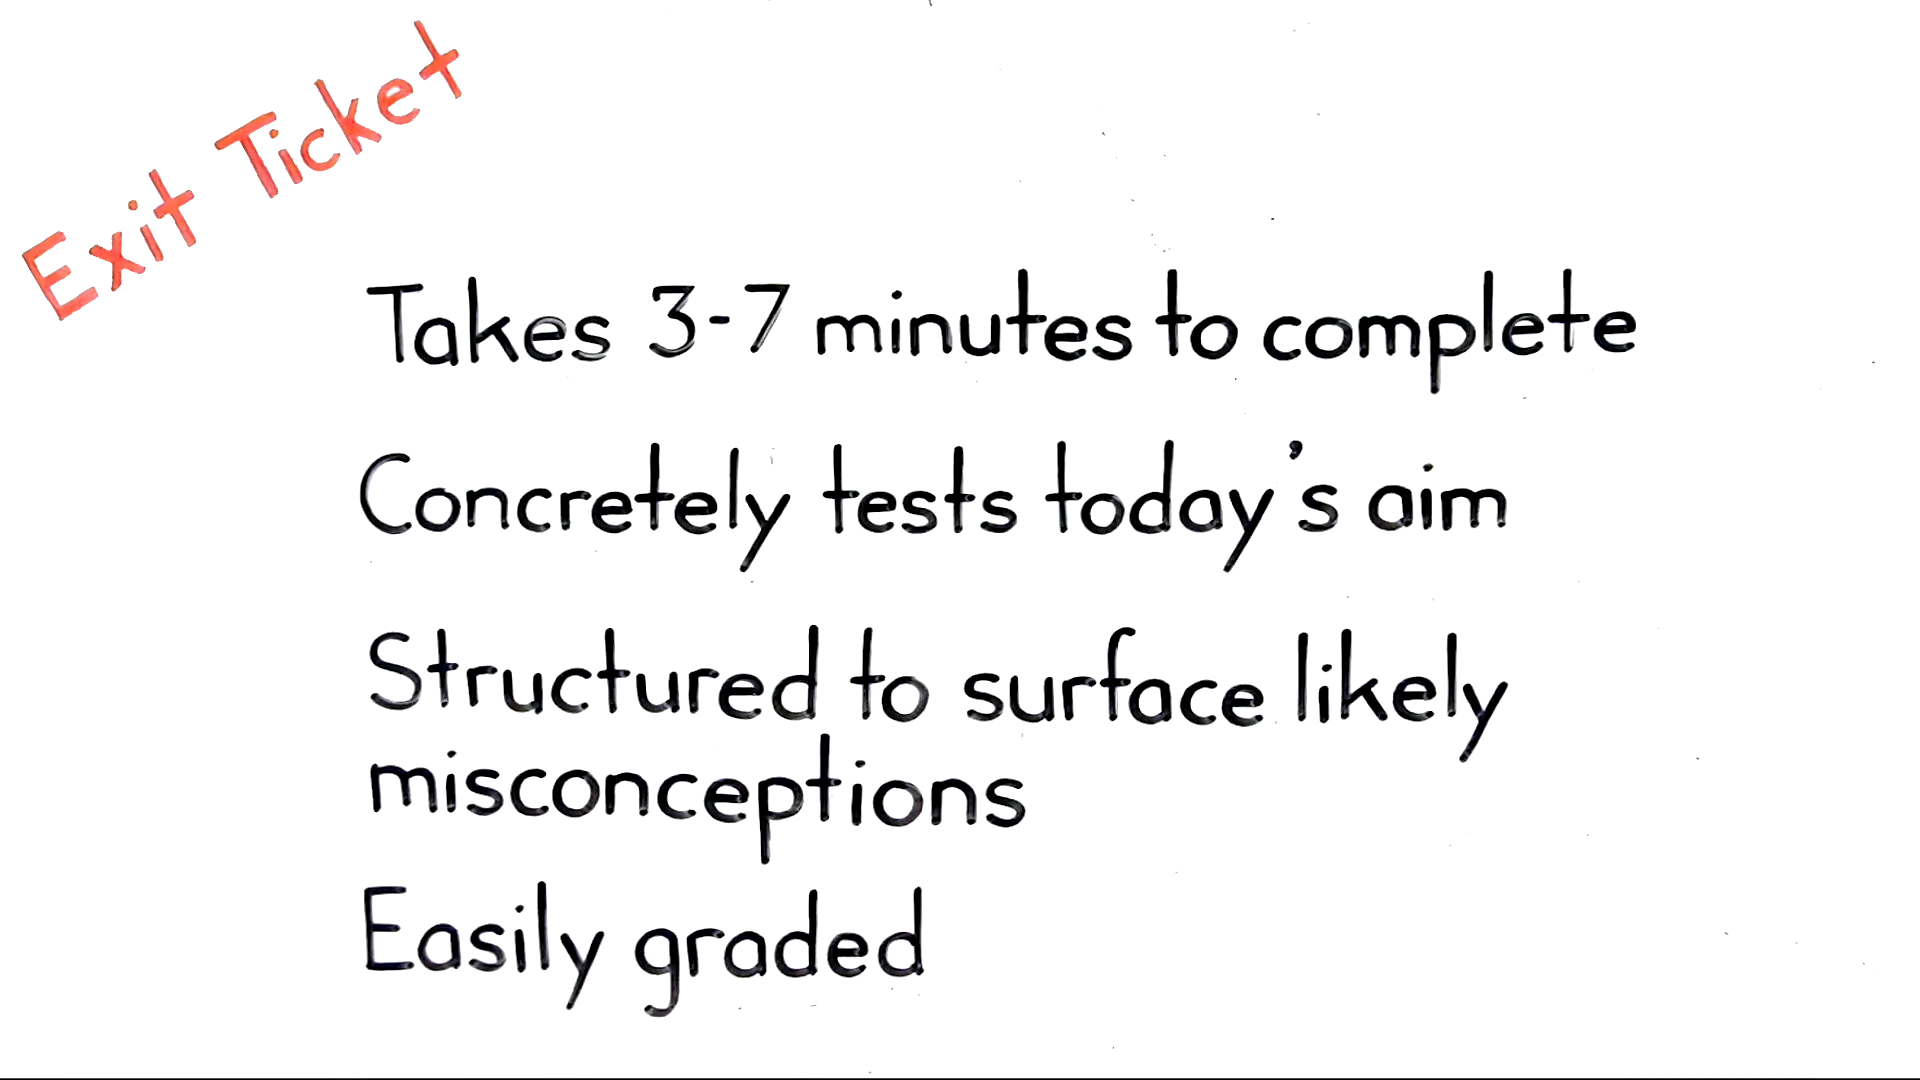 Exit Ticket
Takes 3-7 minutes to complete
Concretely tests today's aim
Structured to surface likely
misconceptions
Easily graded